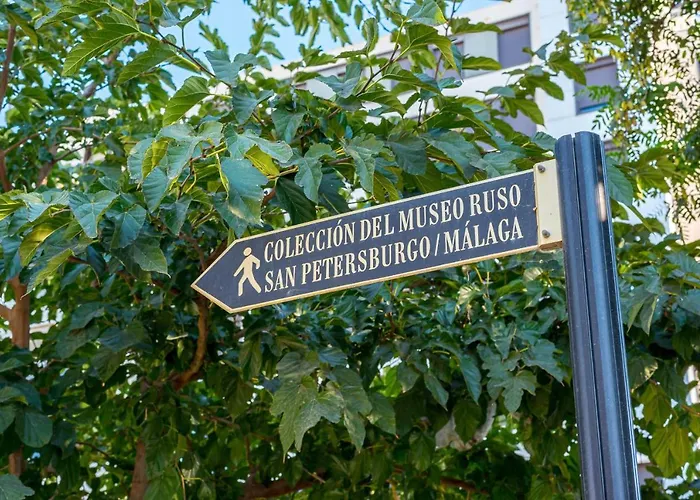 COLECCIÓN DEL MUSEO RUSO
SAN PETERSBURGO / MÁLAGA